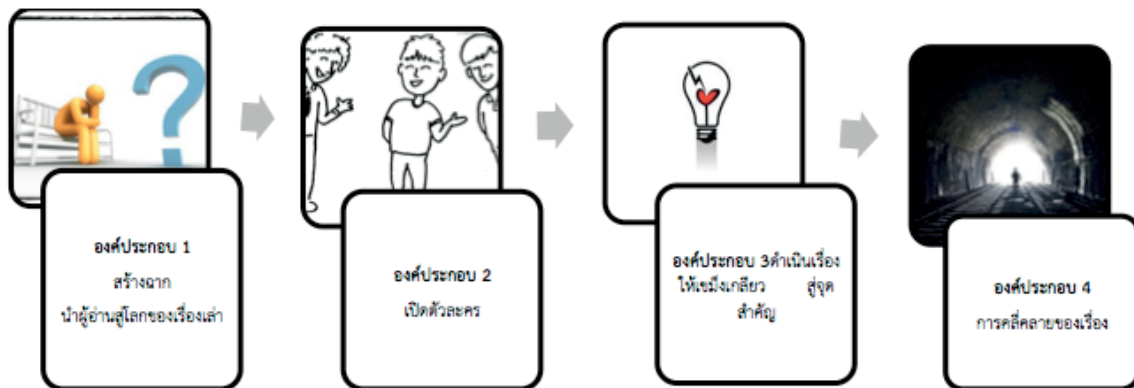 องค์ประกอบ 1
สร้างฉาก
นำผู้อ่านสู่โลกของเรื่องเล่า
องค์ประกอบ 2
เปิดตัวละคร
องค์ประกอบ 3ดำเนินเรื่อง
ให้เขม็งเกลียว สู่จุด
สำคัญ
องค์ประกอบ 4
การคลี่คลายของเรื่อง